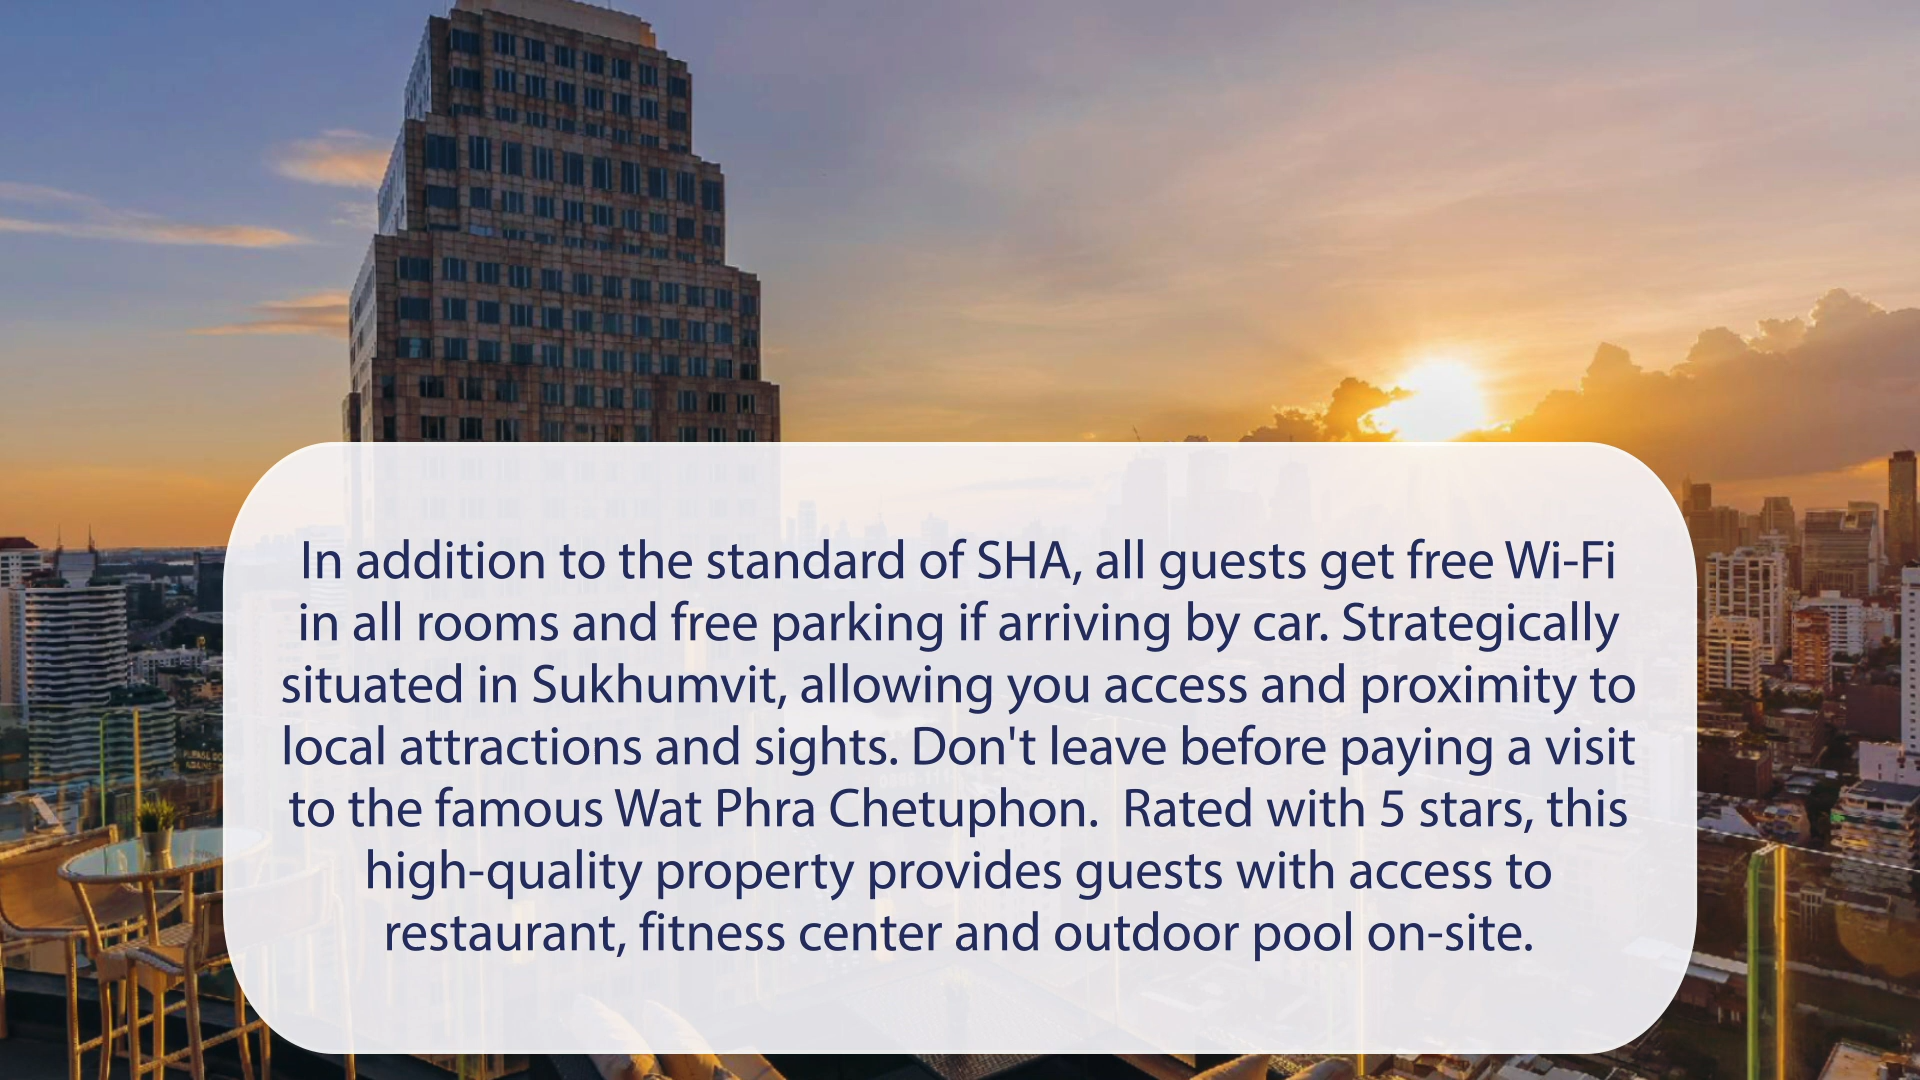 In addition to the standard of SHA, all guests get free Wi-Fi
in all rooms and free parking if arriving by car. Strategically
situated in Sukhumvit, allowing you access and proximity to
local attractions and sights. Don't leave before paying a visit
to the famous Wat Phra Chetuphon.  Rated with 5 stars, this
high-quality property provides guests with access to
restaurant, fitness center and outdoor pool on-site.